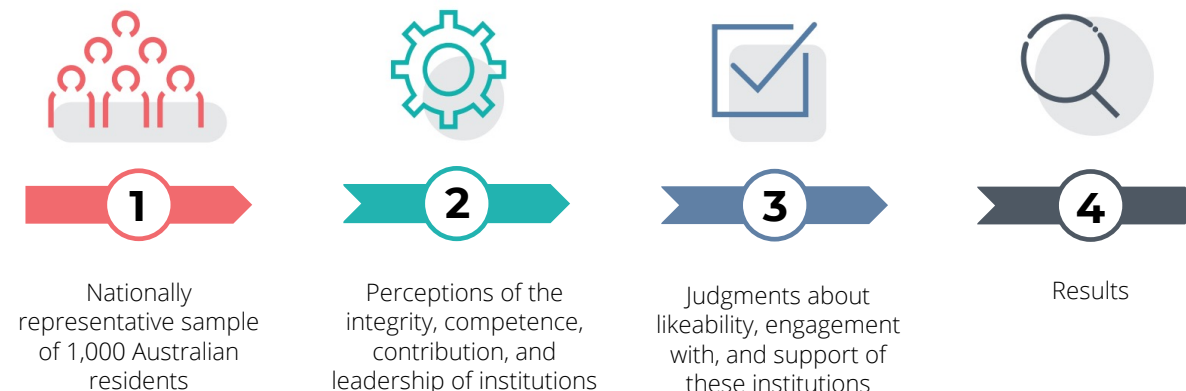 1
Nationally
representative sample
of 1,000 Australian
residents
2
Perceptions of the
integrity, competence,
contribution, and
leadership of institutions
3
Judgments about
likeability, engagement
with, and support of
these institutions
4
Results